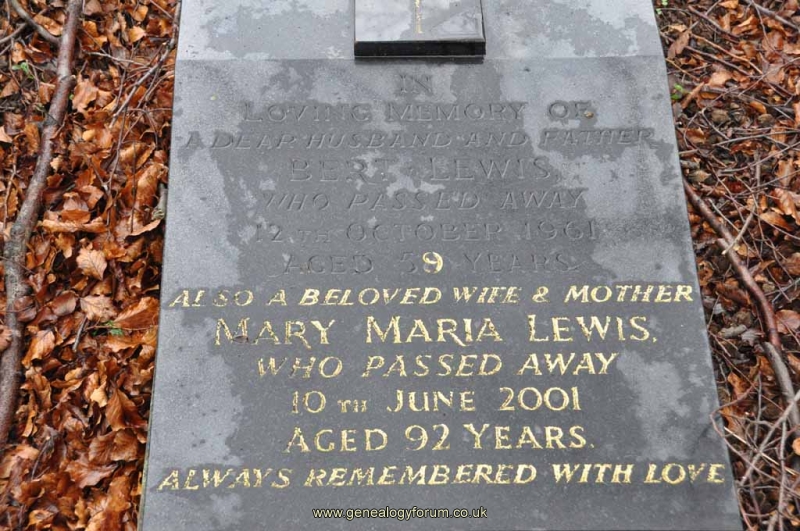 IN
LOVING MEMORY OF
A DEAR HUSBAND AND FATHER
BERT LEWIS,
WHO PASSED AWAY
12TH OCTOBER 1961
AGED 59 YEARS.
ALSO A BELOVED WIFE & MOTHER
MARY MARIA LEWIS,
WHO PASSED AWAY
10TH JUNE 2001
AGED 92 YEARS.
ALWAYS REMEMBERED WITH LOVE
www.genealogyforum.co.uk